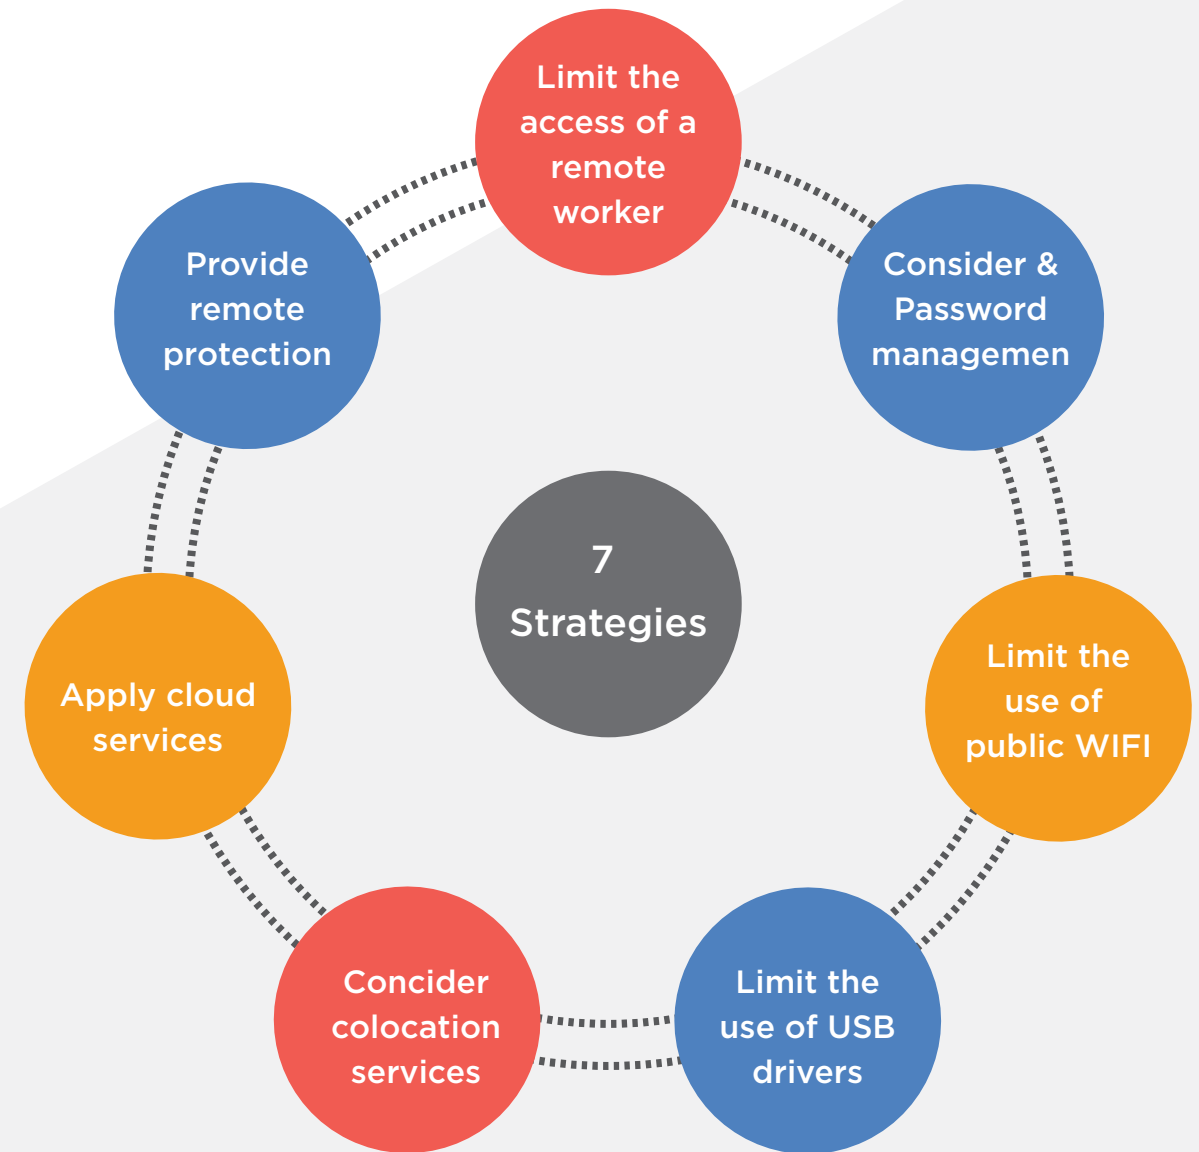 Limit the
access of a
remote
worker
Consider &
Password
managemen
Limit the
use of
public WIFI
Limit the
use of USB
drivers
Concider
colocation
services
Apply cloud
services
Provide
remote
protection
7
Strategies